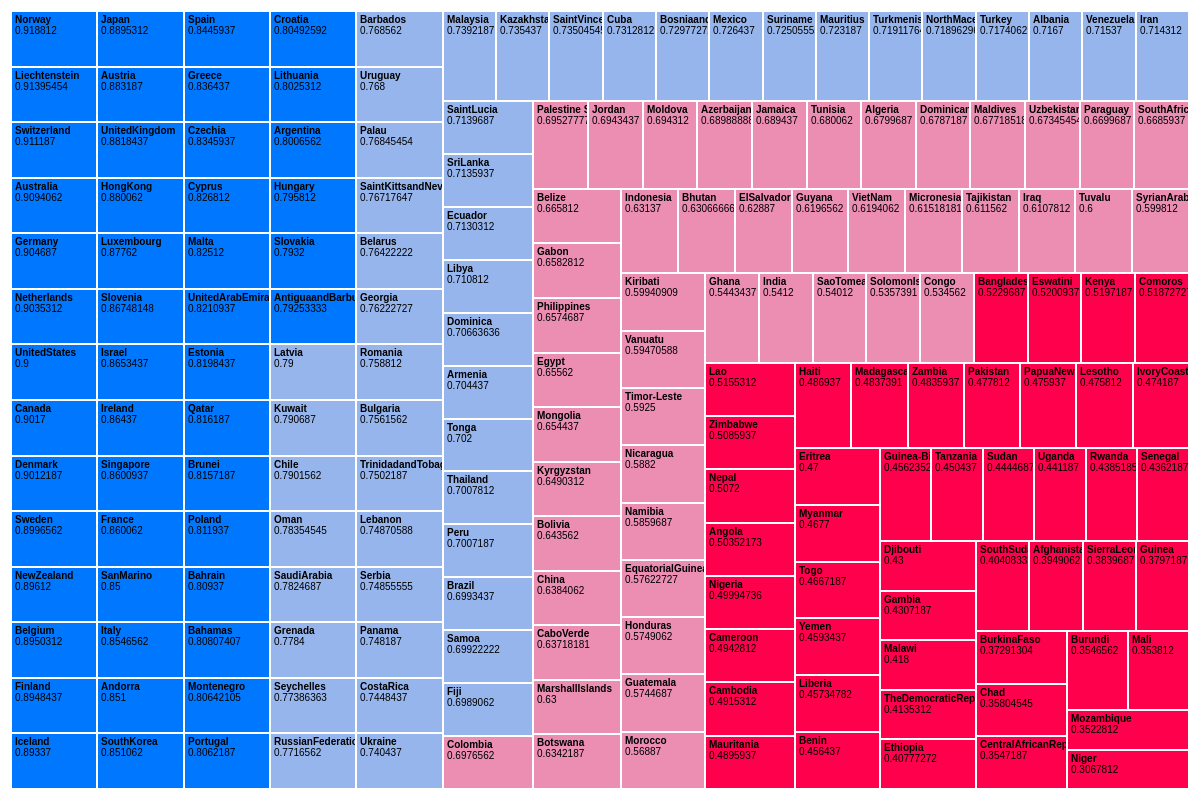 Norway
0.918812
Liechtenstein
0.91395454
Switzerland
0.911187
Australia
0.9094062
Germany
0.904687
Netherlands
0.9035312
UnitedStates
0.9
Canada
0.9017
Denmark
0.9012187
Sweden
0.8996562
NewZealand
0.89612
Belgium
0.8950312
Finland
0.8948437
Iceland
0.89337
Japan
0.8895312
Austria
0.883187
UnitedKingdom
0.8818437
HongKong
0.880062
Luxembourg
0.87762
Slovenia
0.86748148
Israel
0.8653437
Ireland
0.86437
Singapore
0.8600937
France
0.860062
SanMarino
0.85
Italy
0.8546562
Andorra
0.851
SouthKorea
0.851062
Spain
0.8445937
Greece
0.836437
Czechia
0.8345937
Cyprus
0.826812
Malta
0.82512
UnitedArabEmira
0.8210937
Estonia
0.8198437
Qatar
0.816187
Brunei
0.8157187
Poland
0.811937
Bahrain
0.80937
Bahamas
0.80807407
Montenegro
0.80642105
Portugal
0.8062187
Croatia
0.80492592
Lithuania
0.8025312
Argentina
0.8006562
Hungary
0.795812
Slovakia
0.7932
AntiguaandBarbu
0.79253333
Latvia
0.79
Kuwait
0.790687
Chile
0.7901562
Oman
0.78354545
SaudiArabia
0.7824687
Grenada
0.7784
Seychelles
0.77386363
RussianFederatio
0.7716562
Barbados
0.768562
Uruguay
0.768
Palau
0.76845454
SaintKittsandNev
0.76717647
Belarus
0.76422222
Georgia
0.76222727
Romania
0.758812
Bulgaria
0.7561562
TrinidadandTobag
0.7502187
Lebanon
0.74870588
Serbia
0.74855555
Panama
0.748187
CostaRica
0.7448437
Ukraine
0.740437
Malaysia
0.7392187
Kazakhsta
0.735437
SaintVince
0.7350454
Cuba
0.7312812
Bosniaand
0.7297727
Mexico
0.726437
Suriname
0.7250555
Mauritius
0.723187
Turkmenis
0.7191176
NorthMace
0.7189629
Turkey
0.7174062
Albania
0.7167
Venezuela
0.71537
Iran
0.714312
SaintLucia
0.7139687
SriLanka
0.7135937
Ecuador
0.7130312
Libya
0.710812
Dominica
0.70663636
Armenia
0.704437
Tonga
0.702
Thailand
0.7007812
Peru
0.7007187
Brazil
0.6993437
Samoa
0.69922222
Fiji
0.6989062
Colombia
0.6976562
Palestine S
0.6952777
Jordan
0.6943437
Moldova
0.694312
Azerbaijan
0.6898888
Jamaica
0.689437
Tunisia
0.680062
Algeria
0.6799687
Dominican
0.6787187
Maldives
0.6771851
Uzbekistan
0.6734545
Paraguay
0.6699687
SouthAfric
0.6685937
Belize
0.665812
Gabon
0.6582812
Philippines
0.6574687
Egypt
0.65562
Mongolia
0.654437
Kyrgyzstan
0.6490312
Bolivia
0.643562
China
0.6384062
CaboVerde
0.63718181
MarshallIslands
0.63
Botswana
0.6342187
Indonesia
0.63137
Bhutan
0.63066666
ElSalvador
0.62887
Guyana
0.6196562
VietNam
0.6194062
Micronesia
0.61518181
Tajikistan
0.611562
Iraq
0.6107812
Tuvalu
0.6
SyrianArab
0.599812
Kiribati
0.59940909
Vanuatu
0.59470588
Timor-Leste
0.5925
Nicaragua
0.5882
Namibia
0.5859687
EquatorialGuinea
0.57622727
Honduras
0.5749062
Guatemala
0.5744687
Morocco
0.56887
Ghana
0.5443437
India
0.5412
SaoTomea
0.54012
SolomonIs
0.5357391
Congo
0.534562
Banglades
0.5229687
Eswatini
0.5200937
Kenya
0.5197187
Comoros
0.5187272
Lao
0.5155312
Zimbabwe
0.5085937
Nepal
0.5072
Angola
0.50352173
Nigeria
0.49994736
Cameroon
0.4942812
Cambodia
0.4915312
Mauritania
0.4895937
Haiti
0.486937
Madagasca
0.4837391
Zambia
0.4835937
Pakistan
0.477812
PapuaNew
0.475937
Lesotho
0.475812
IvoryCoast
0.474187
Eritrea
0.47
Myanmar
0.4677
Togo
0.4667187
Yemen
0.4593437
Liberia
0.45734782
Benin
0.456437
Guinea-Bi
0.4562352
Tanzania
0.450437
Sudan
0.4444687
Uganda
0.441187
Rwanda
0.4385185
Senegal
0.4362187
Djibouti
0.43
Gambia
0.4307187
Malawi
0.418
TheDemocraticRep
0.4135312
Ethiopia
0.40777272
SouthSud
0.4040833
Afghanista
0.3949062
SierraLeo
0.3839687
Guinea
0.3797187
BurkinaFaso
0.37291304
Chad
0.35804545
CentralAfricanRep
0.3547187
Burundi
0.3546562
Mali
0.353812
Mozambique
0.3522812
Niger
0.3067812